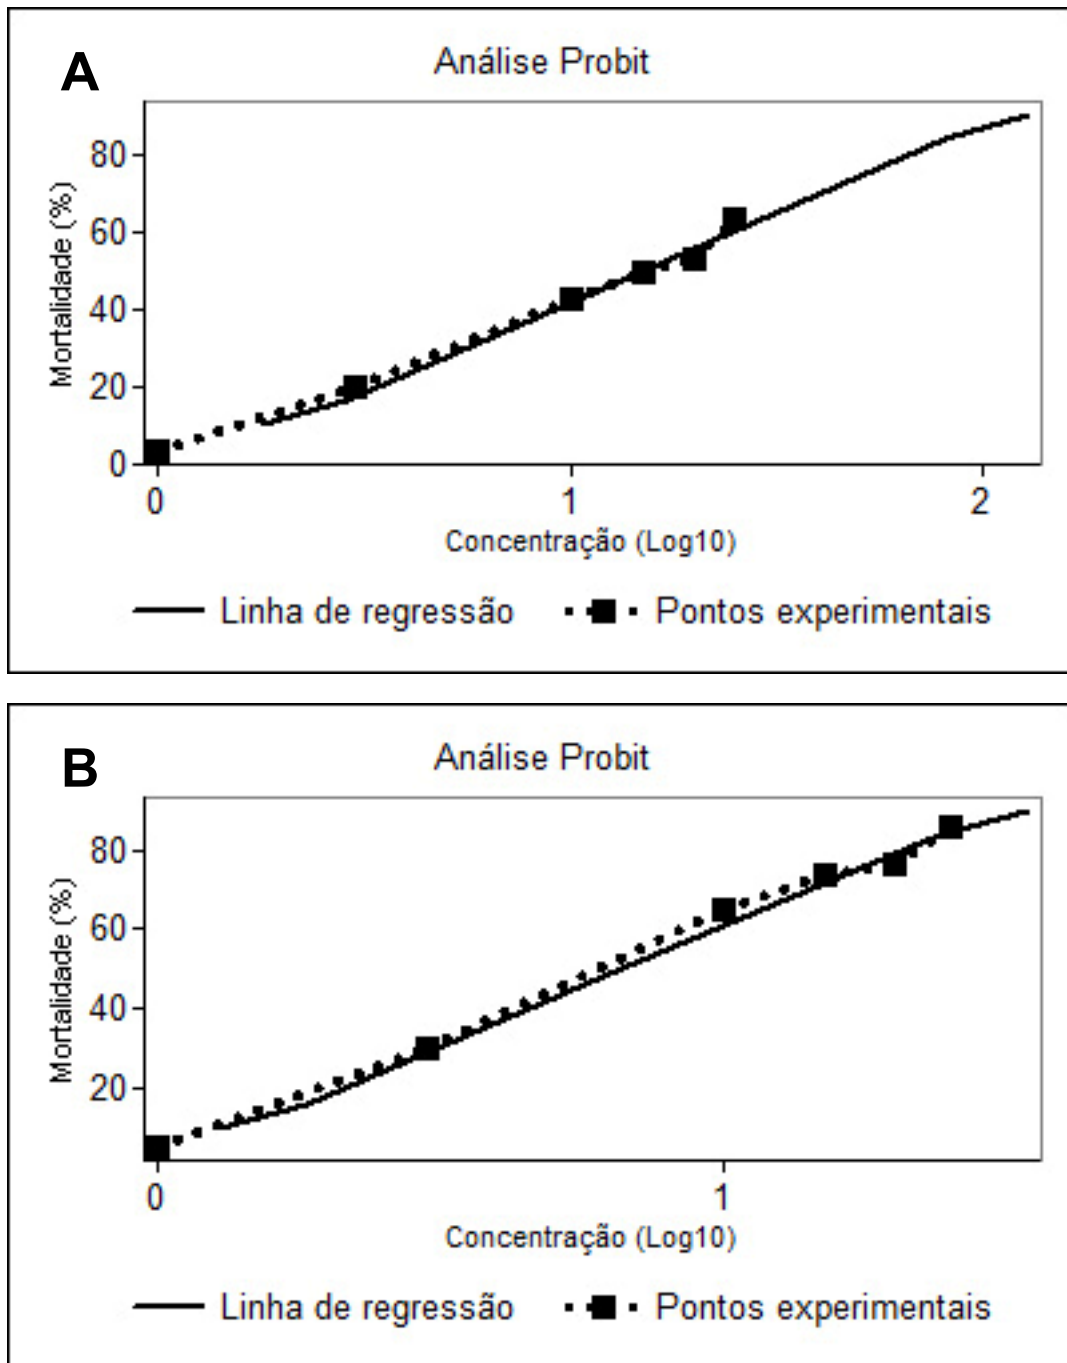 A
Análise Probit
Mortalidade (%)
80
60
40
20
0
0 1 2
Concentração (Log10)
Linha de regressão Pontos experimentais
B
Análise Probit
Mortalidade (%)
80
60
40
20
0 1
Concentração (Log10)
Linha de regressão Pontos experimentais